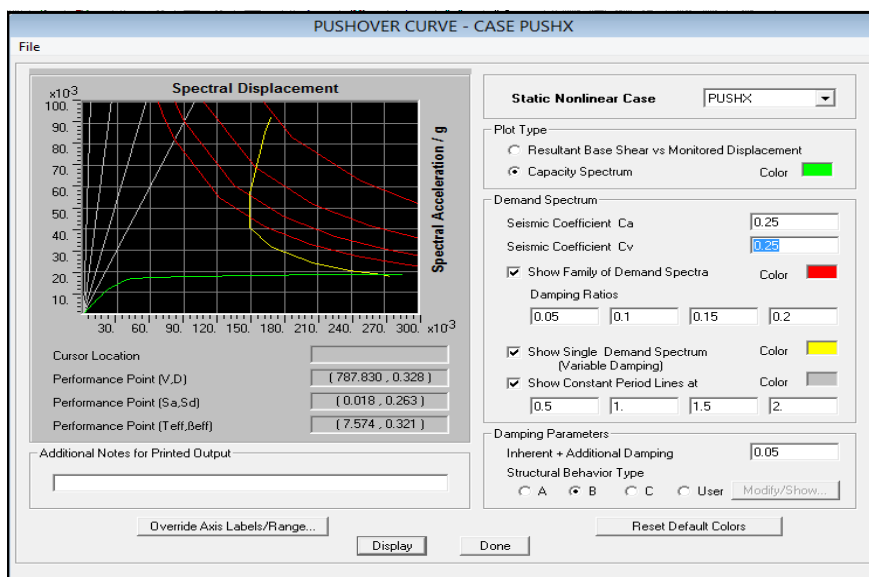 PUSHOVER CURVE - CASE PUSHX
File
Spectral Displacement
x10⁻³
100.
90.
80.
70.
60.
50.
40.
30.
20.
10.
Spectral Acceleration / g
30. 60. 90. 120. 150. 180. 210. 240. 270. 300. x10⁻³
Cursor Location
Performance Point (V,D) ( 787.830 , 0.328 )
Performance Point (Sa,Sd) ( 0.018 , 0.263 )
Performance Point (Teff,βeff) ( 7.574 , 0.321 )
Additional Notes for Printed Output
Override Axis Labels/Range...
Static Nonlinear Case PUSHX
Plot Type
Resultant Base Shear vs Monitored Displacement
Capacity Spectrum Color
Demand Spectrum
Seismic Coefficient Ca 0.25
Seismic Coefficient Cv 0.25
Show Family of Demand Spectra Color
Damping Ratios
0.05 0.1 0.15 0.2
Show Single Demand Spectrum Color
(Variable Damping)
Show Constant Period Lines at Color
0.5 1. 1.5 2.
Damping Parameters
Inherent + Additional Damping 0.05
Structural Behavior Type
A B C User Modify/Show...
Reset Default Colors
Display Done